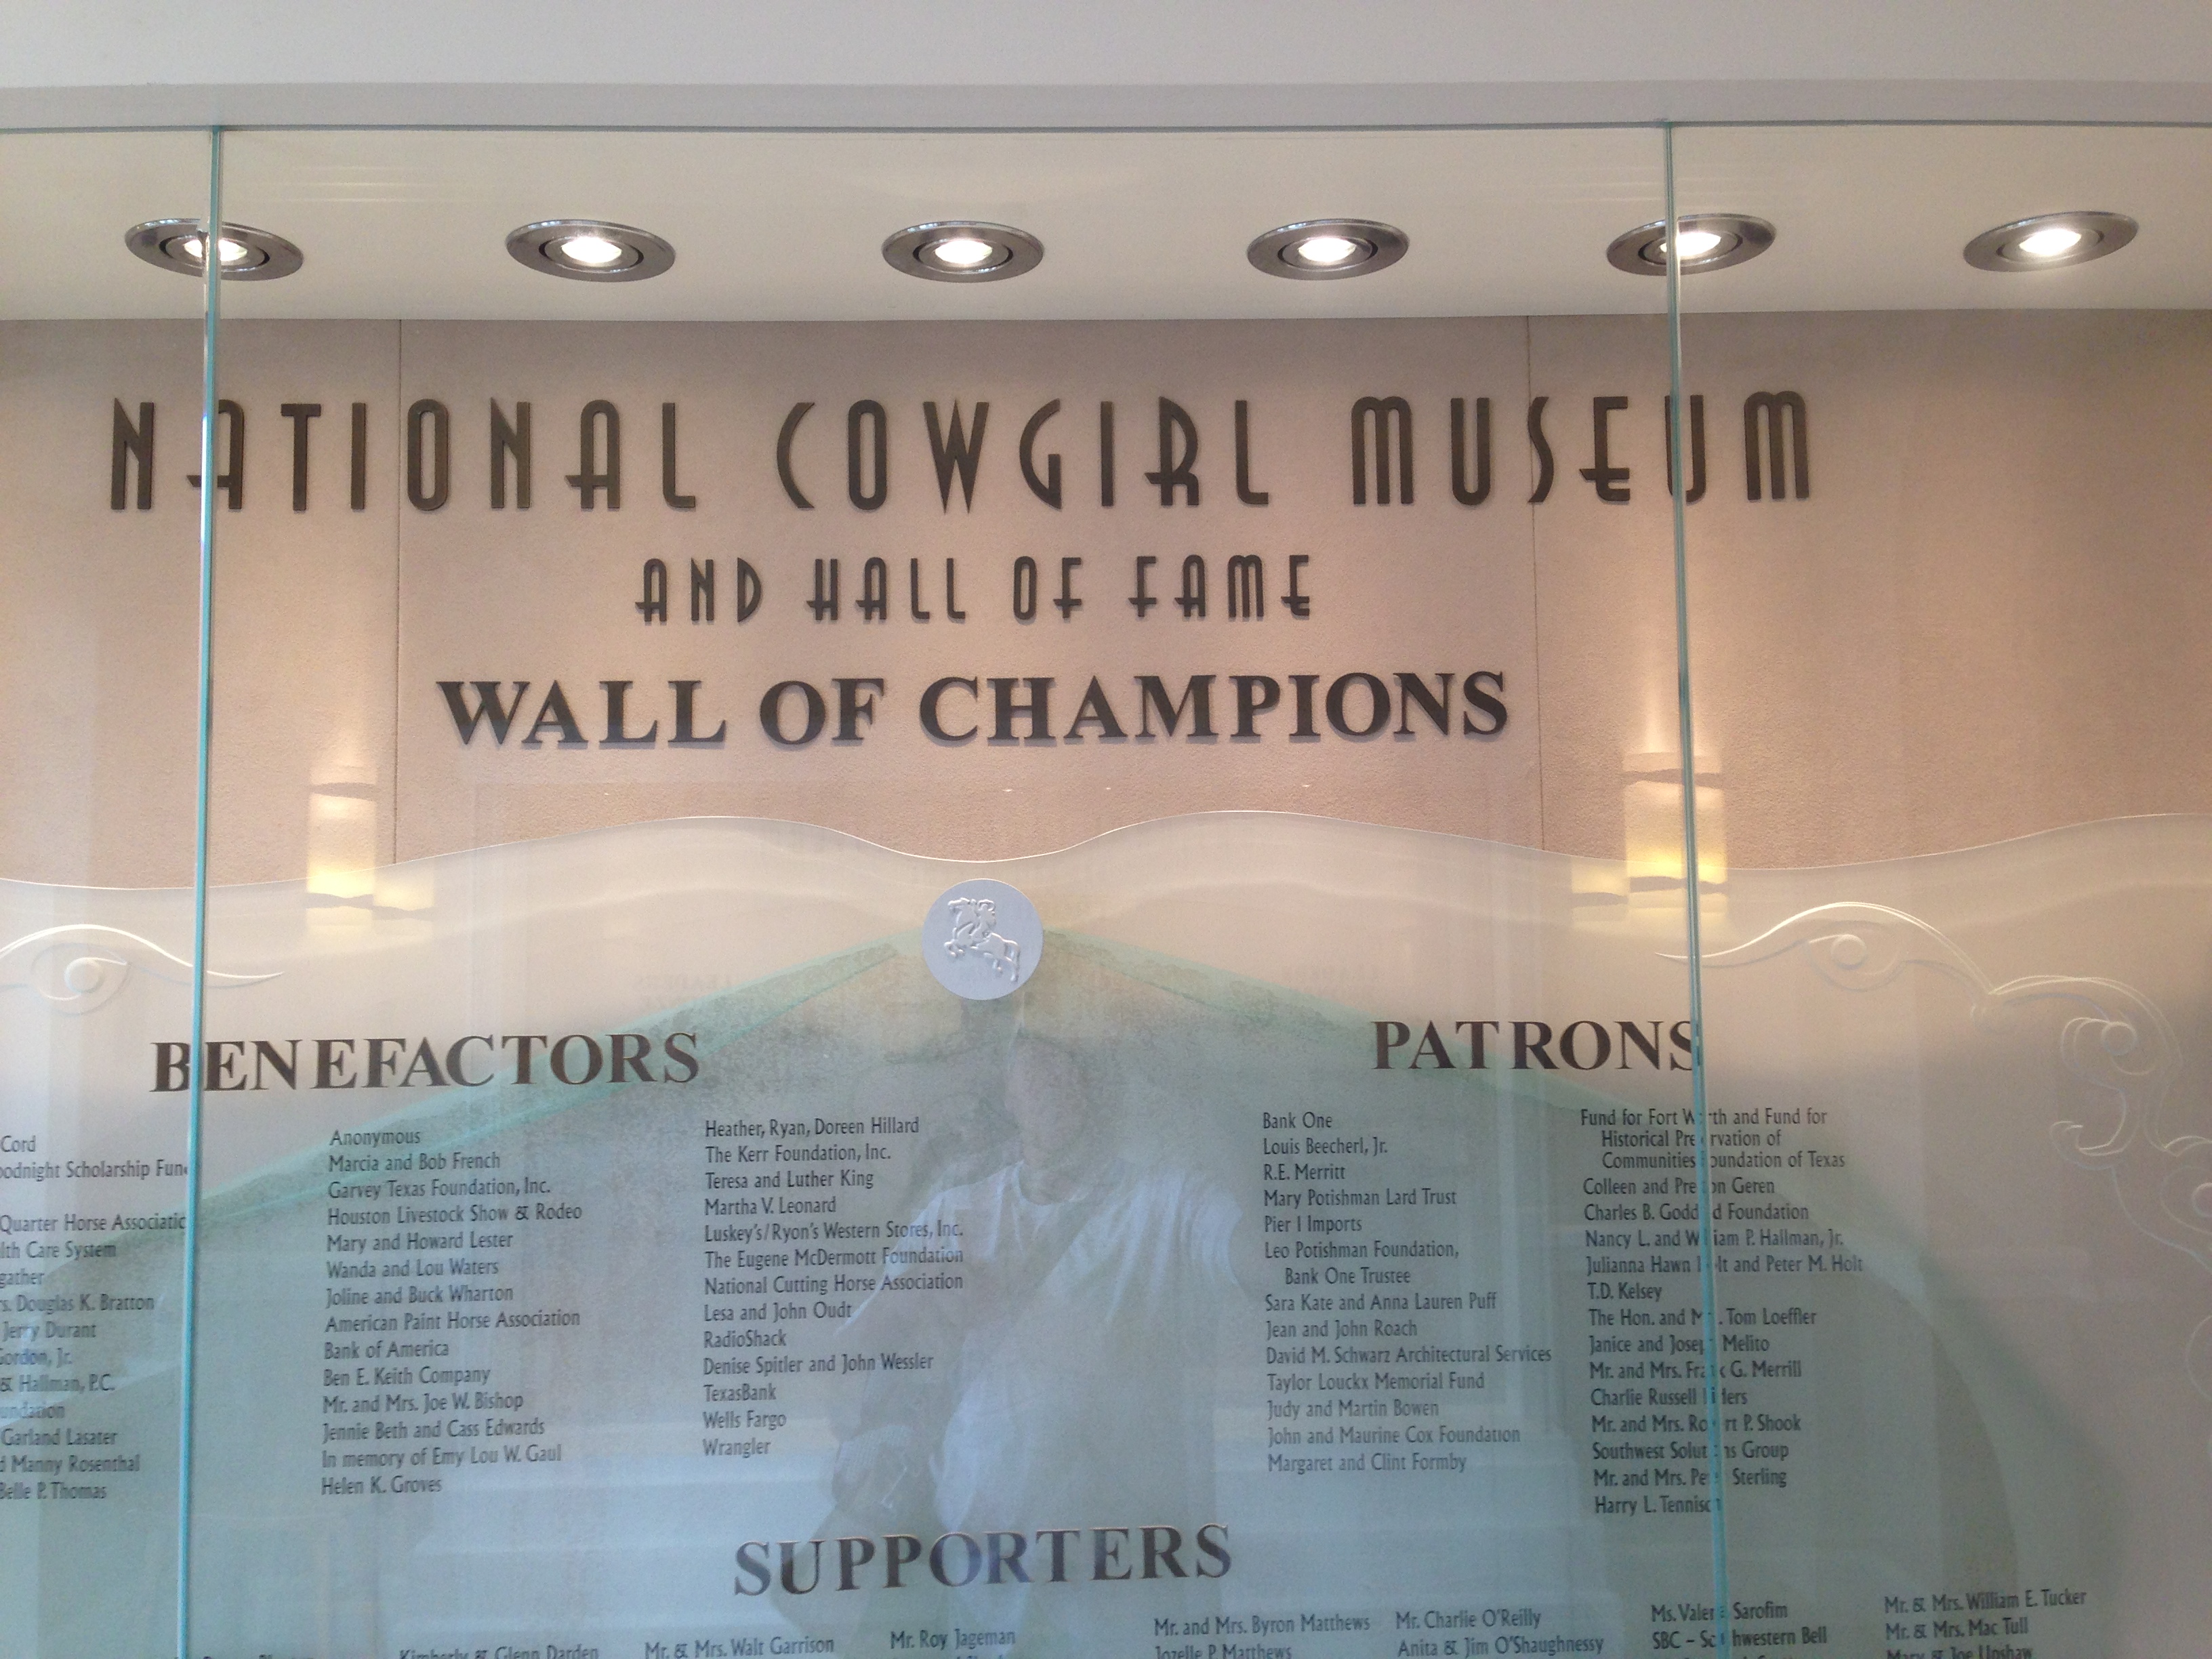 NATIONAL COWGIRL MUSEUM
AND HALL OF FAME
WALL OF CHAMPIONS
BENEFACTORS
Cord
Scholarship
Quarter Horse
Care System
Douglas K. Bratton
Jerry Durant
Jr.
& Hallman, P.C.
Garland Lasater
Manny Rosenthal
Belle P. Thomas
Anonymous
Marcia and Bob French
Garvey Texas Foundation, Inc.
Houston Livestock Show & Rodeo
Mary and Howard Lester
Wanda and Lou Waters
Joline and Buck Wharton
American Paint Horse Association
Bank of America
Ben E. Keith Company
Mr. and Mrs. Joe W. Bishop
Jennie Beth and Cass Edwards
In memory of Emy Lou W. Gaul
Helen K. Groves
Heather, Ryan, Doreen Hillard
The Kerr Foundation, Inc.
Teresa and Luther King
Martha V. Leonard
Luskey's/Ryon's Western Stores, Inc.
The Eugene McDermott Foundation
National Cutting Horse Association
Lesa and John Oudt
RadioShack
Denise Spitler and John Wessler
TexasBank
Wells Fargo
Wrangler
PATRONS
Bank One
Louis Beecherl, Jr.
R.E. Merritt
Mary Potishman Lard Trust
Pier 1 Imports
Leo Potishman Foundation,
Bank One Trustee
Sara Kate and Anna Lauren Puff
Jean and John Roach
David M. Schwarz Architectural Services
Taylor Louckx Memorial Fund
Judy and Martin Bowen
John and Maurine Cox Foundation
Margaret and Clint Formby
Fund for Fort Worth and Fund for
Historical Preservation of
Communities Foundation of Texas
Colleen and Preston Geren
Charles B. Goddard Foundation
Nancy L. and William P. Hallman, Jr.
Julianna Hawn Holt and Peter M. Holt
T.D. Kelsey
The Hon. and Mrs. Tom Loeffler
Janice and Joseph Melito
Mr. and Mrs. Frank G. Merrill
Charlie Russell Riders
Mr. and Mrs. Robert P. Shook
Southwest Solutions Group
Mr. and Mrs. Peter Sterling
Harry L. Tennison
SUPPORTERS
Kimberly & Glenn Darden
Mr. & Mrs. Walt Garrison
Mr. Roy Jageman
Mr. and Mrs. Byron Matthews
Jozelle P. Matthews
Mr. Charlie O'Reilly
Anita & Jim O'Shaughnessy
Ms. Valerie Sarofim
SBC – Southwestern Bell
Mr. & Mrs. William E. Tucker
Mr. & Mrs. Mac Tull
Mary & Joe Upshaw